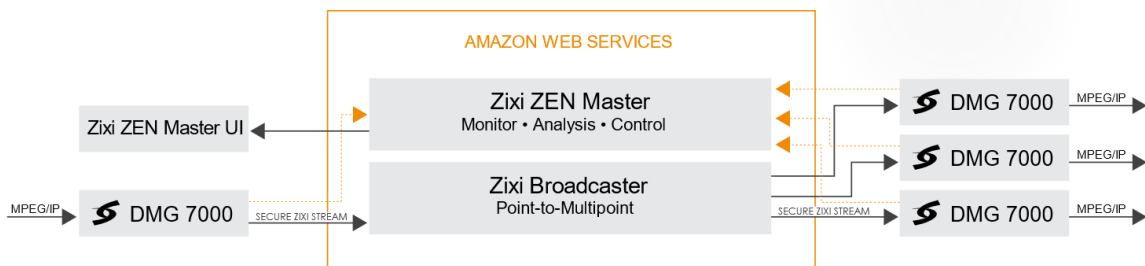 AMAZON WEB SERVICES
Zixi ZEN Master UI
Zixi ZEN Master
Monitor • Analysis • Control
DMG 7000
MPEG/IP
DMG 7000
MPEG/IP
Zixi Broadcaster
Point-to-Multipoint
MPEG/IP
DMG 7000
SECURE ZIXI STREAM
SECURE ZIXI STREAM
DMG 7000
MPEG/IP